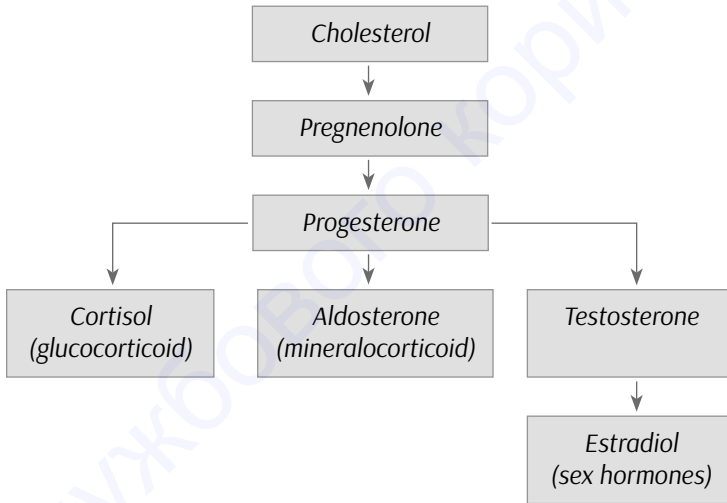 Cholesterol
Pregnenolone
Progesterone
Cortisol
(glucocorticoid)
Aldosterone
(mineralocorticoid)
Testosterone
Estradiol
(sex hormones)